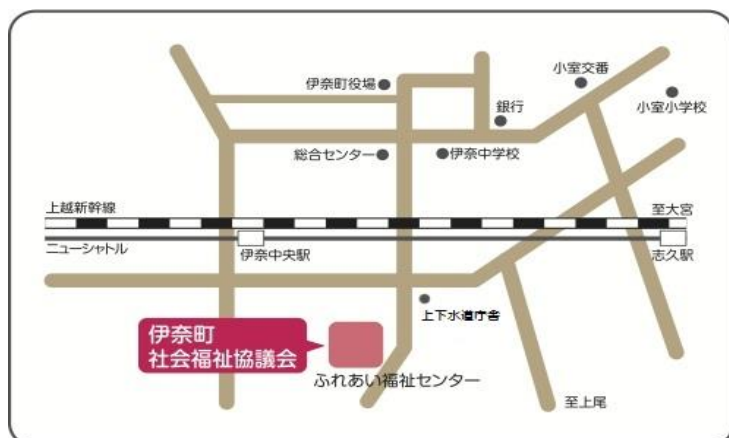 小室交番
伊奈町役場
小室小学校
銀行
総合センター
伊奈中学校
上越新幹線
至大宮
ニューシャトル
伊奈中央駅
志久駅
上下水道庁舎
伊奈町
社会福祉協議会
ふれあい福祉センター
至上尾